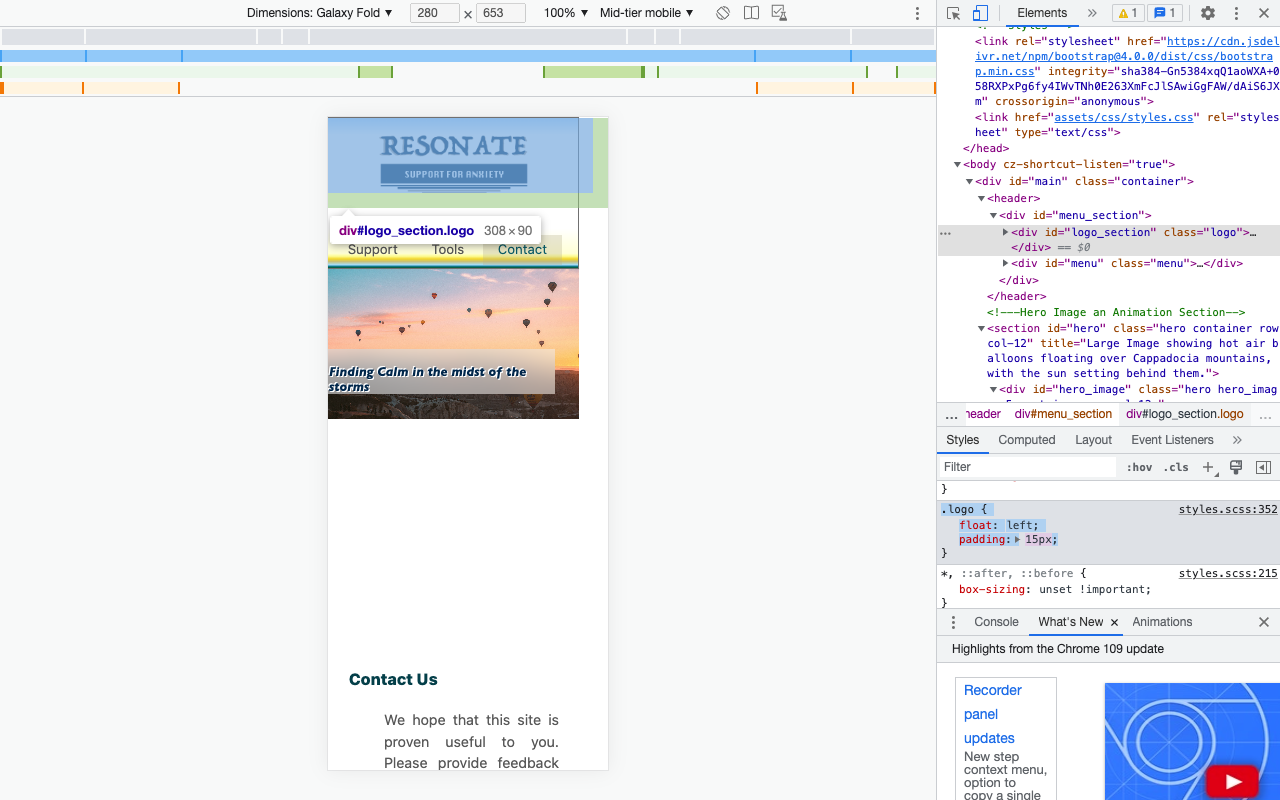 Dimensions: Galaxy Fold ▼ 280 × 653 100% ▼ Mid-tier mobile ▼
Elements » 1 1
<link rel="stylesheet" href="https://cdn.jsdel
ivr.net/npm/bootstrap@4.0.0/dist/css/bootstra
p.min.css" integrity="sha384-Gn5384xqQ1aoWXA+0
58RXPxPg6fy4IWvTNh0E263XmFcJlSAwiGgFAW/dAiS6JX
m" crossorigin="anonymous">
<link href="assets/css/styles.css" rel="styles
heet" type="text/css">
</head>
<body cz-shortcut-listen="true">
<div id="main" class="container">
<header>
<div id="menu_section">
<div id="logo_section" class="logo">…
</div> == $0
<div id="menu" class="menu">…</div>
</div>
</header>
<!---Hero Image an Animation Section-->
<section id="hero" class="hero container row
col-12" title="Large Image showing hot air b
alloons floating over Cappadocia mountains,
with the sun setting behind them.">
<div id="hero_image" class="hero hero_imag
... header div#menu_section div#logo_section.logo ...
Styles Computed Layout Event Listeners »
Filter :hov .cls +
}
.logo { styles.scss:352
float: left;
padding: 15px;
}
*, ::after, ::before { styles.scss:215
box-sizing: unset !important;
}
Console What's New × Animations
Highlights from the Chrome 109 update
Recorder
panel
updates
New step
context menu,
option to
copy a single
RESONATE
SUPPORT FOR ANXIETY
div#logo_section.logo 308×90
Support Tools Contact
Finding Calm in the midst of the
storms
Contact Us
We hope that this site is
proven useful to you.
Please provide feedback